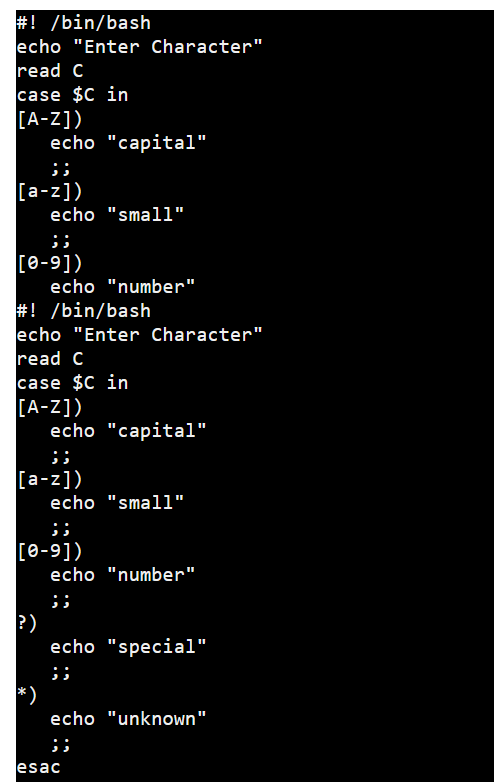 #! /bin/bash
echo "Enter Character"
read C
case $C in
[A-Z])
   echo "capital"
   ;;
[a-z])
   echo "small"
   ;;
[0-9])
   echo "number"
#! /bin/bash
echo "Enter Character"
read C
case $C in
[A-Z])
   echo "capital"
   ;;
[a-z])
   echo "small"
   ;;
[0-9])
   echo "number"
   ;;
?)
   echo "special"
   ;;
*)
   echo "unknown"
   ;;
esac